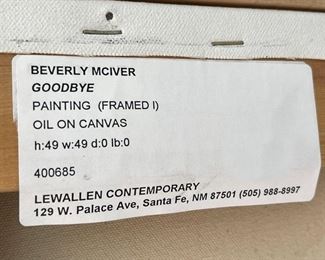 BEVERLY MCIVER
GOODBYE
PAINTING (FRAMED I)
OIL ON CANVAS
h:49 w:49 d:0 lb:0
400685
LEWALLEN CONTEMPORARY
129 W. Palace Ave, Santa Fe, NM 87501 (505) 988-8997